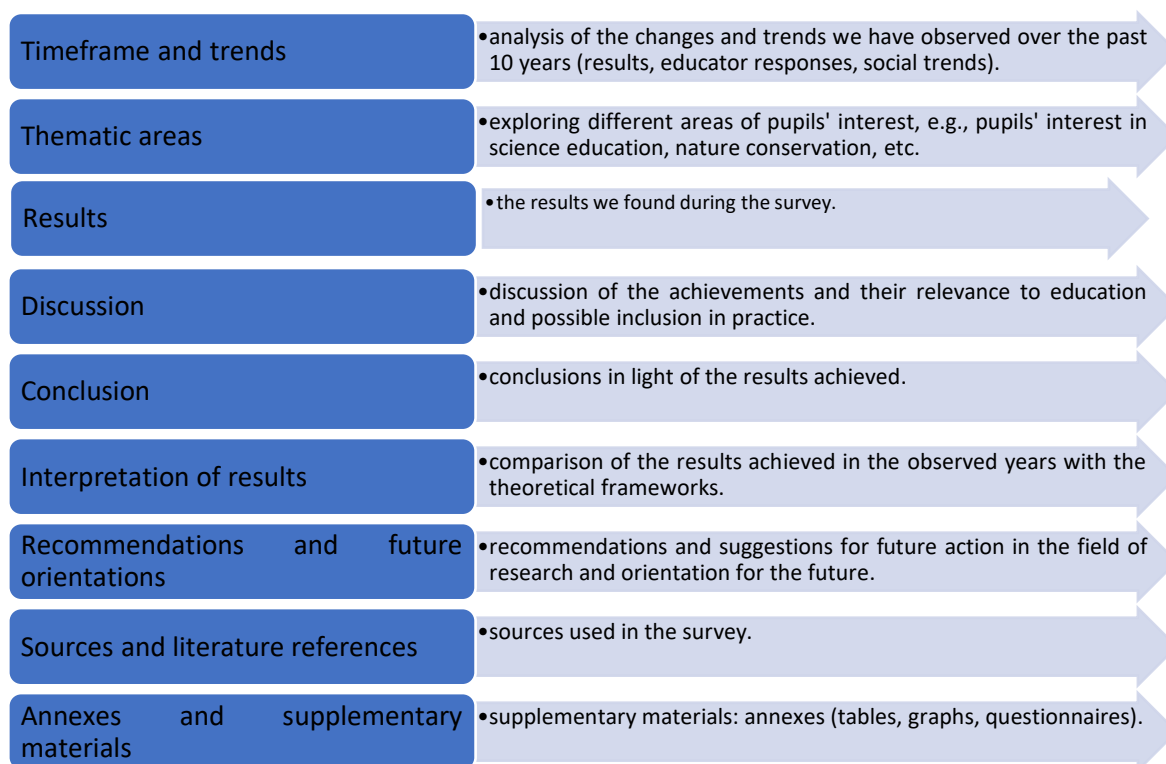 Timeframe and trends
•analysis of the changes and trends we have observed over the past
10 years (results, educator responses, social trends).
Thematic areas
•exploring different areas of pupils' interest, e.g., pupils' interest in
science education, nature conservation, etc.
Results
•the results we found during the survey.
Discussion
•discussion of the achievements and their relevance to education
and possible inclusion in practice.
Conclusion
•conclusions in light of the results achieved.
Interpretation of results
•comparison of the results achieved in the observed years with the
theoretical frameworks.
Recommendations and future
orientations
•recommendations and suggestions for future action in the field of
research and orientation for the future.
Sources and literature references
•sources used in the survey.
Annexes and supplementary
materials
•supplementary materials: annexes (tables, graphs, questionnaires).